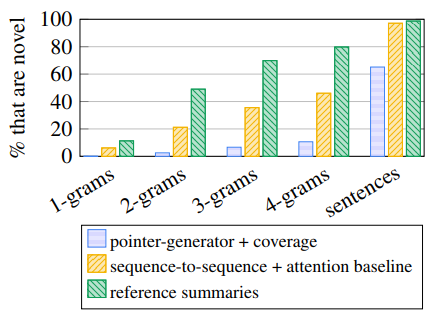 % that are novel
100
80
60
40
20
0
1-grams
2-grams
3-grams
4-grams
sentences
pointer-generator + coverage
sequence-to-sequence + attention baseline
reference summaries